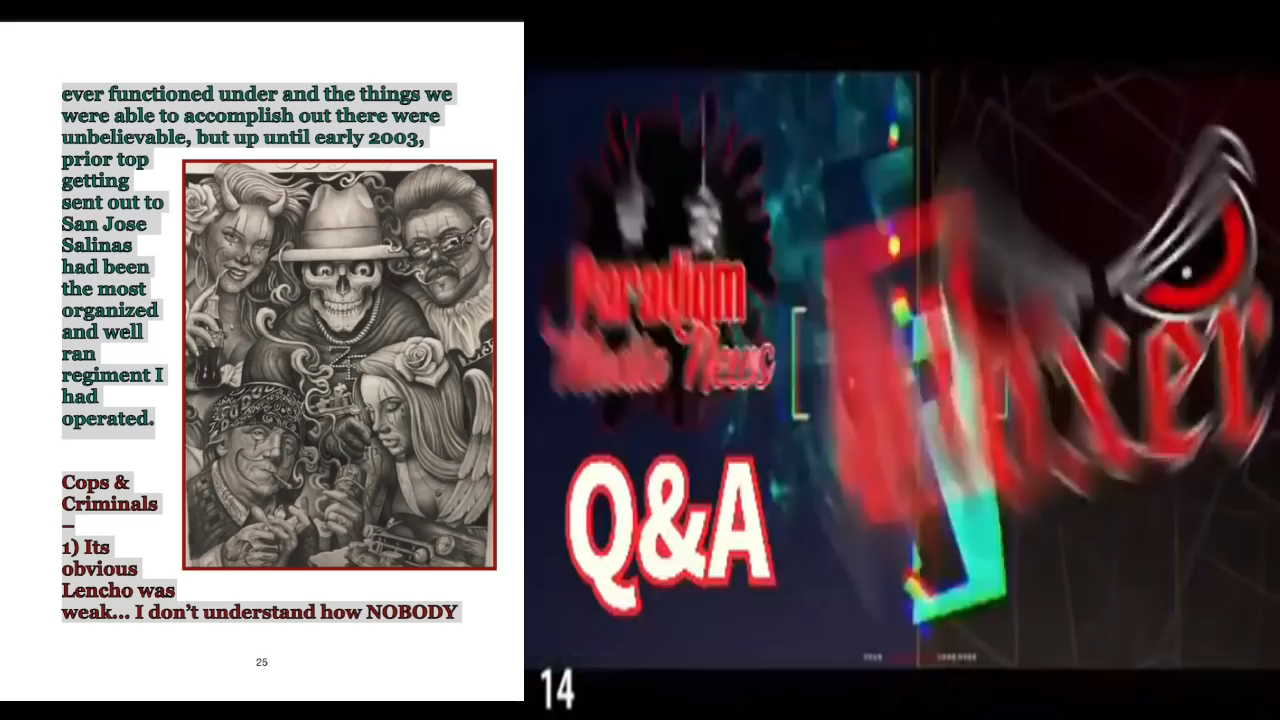 ever functioned under and the things we
were able to accomplish out there were
unbelievable, but up until early 2003,
prior top
getting
sent out to
San Jose
Salinas
had been
the most
organized
and well
ran
regiment I
had
operated.
Cops &
Criminals
–
1) Its
obvious
Lencho was
weak... I don't understand how NOBODY
25
Paradigm
News
Q&A
14